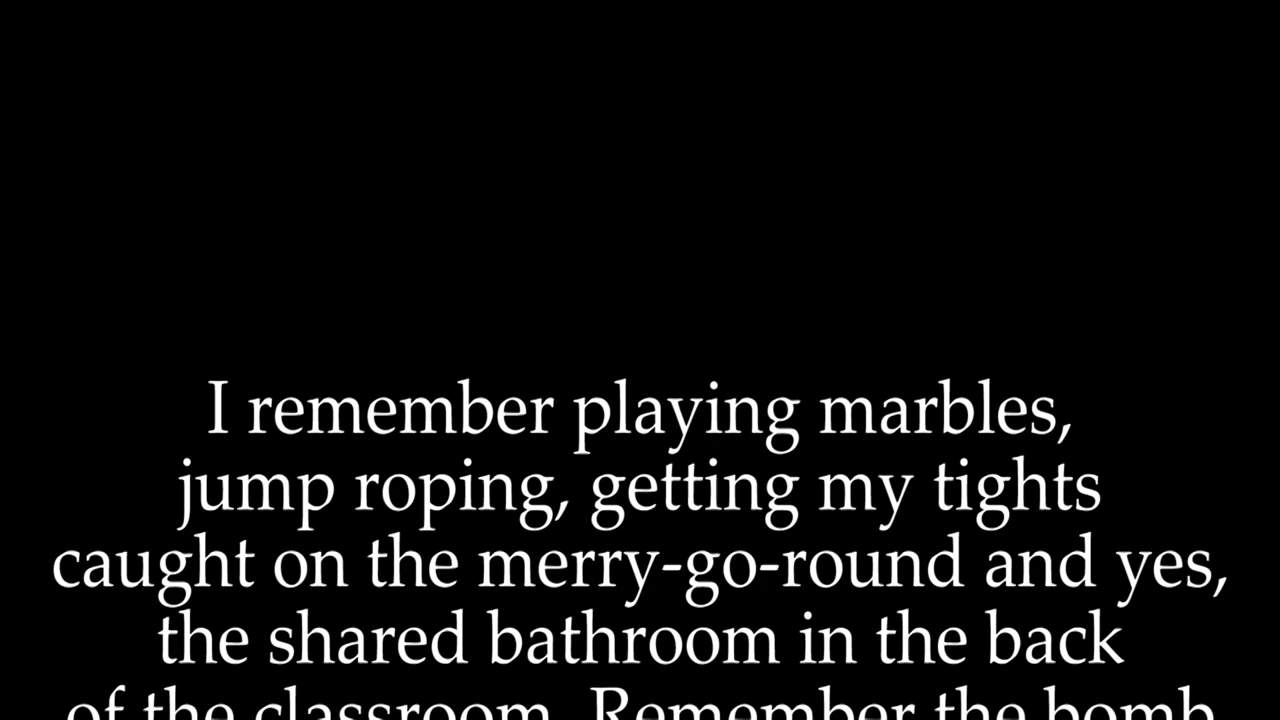 I remember playing marbles,
jump roping, getting my tights
caught on the merry-go-round and yes,
the shared bathroom in the back
of the classroom. Remember the bomb